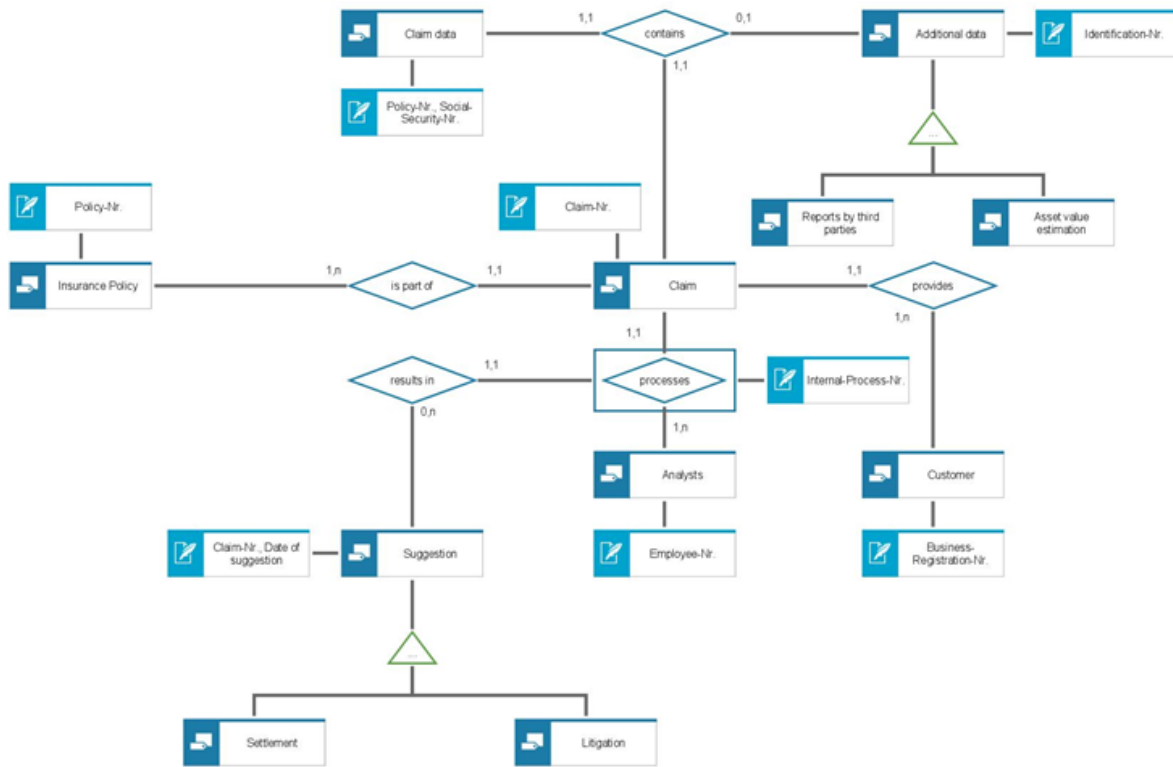 1,1
0,1
Claim data
contains
Additional data
Identification-Nr.
1,1
Policy-Nr., Social-
Security-Nr.
...
Policy-Nr.
Claim-Nr.
Reports by third
parties
Asset value
estimation
1,n
1,1
1,1
Insurance Policy
is part of
Claim
provides
1,n
1,1
1,1
results in
processes
Internal-Process-Nr.
0,n
1,n
Analysts
Customer
Claim-Nr., Date of
suggestion
Suggestion
Employee-Nr.
Business-
Registration-Nr.
...
Settlement
Litigation